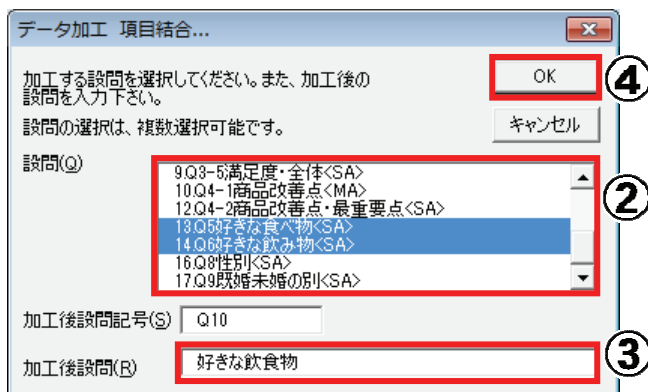 データ加工 項目結合...
加工する設問を選択してください。また、加工後の
設問を入力下さい。
設問の選択は、複数選択可能です。
OK
④
キャンセル
設問(Q)
9.Q3-5満足度・全体<SA>
10.Q4-1商品改善点<MA>
12.Q4-2商品改善点・最重要点<SA>
13.Q5好きな食べ物<SA>
14.Q6好きな飲み物<SA>
16.Q8性別<SA>
17.Q9既婚未婚の別<SA>
②
加工後設問記号(S) Q10
加工後設問(R) 好きな飲食物
③